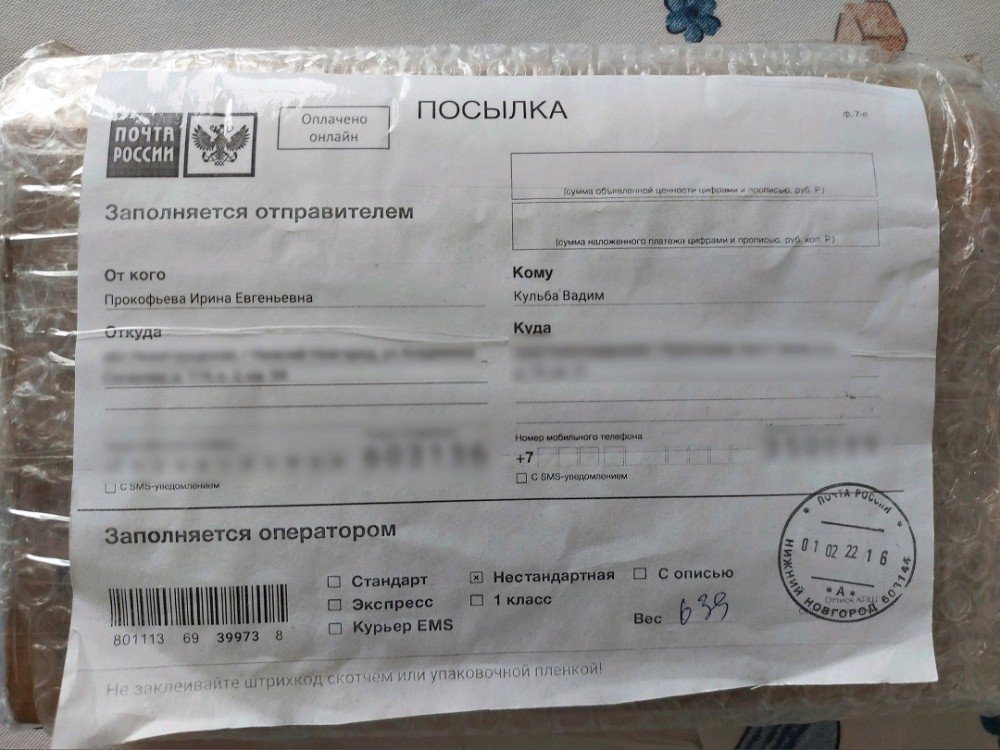 ПОЧТА
РОССИИ
Оплачено
онлайн
ПОСЫЛКА
ф. 7-п
(сумма объявленной ценности цифрами и прописью, руб. ₽)
Заполняется отправителем
(сумма наложенного платежа цифрами и прописью, руб. коп. ₽)
От кого
Прокофьева Ирина Евгеньевна
Кому
Кульба Вадим
Откуда
Куда
Номер мобильного телефона
+7
С SMS-уведомлением
С SMS-уведомлением
Заполняется оператором
801113 69 39973 8
Стандарт
Экспресс
Курьер EMS
Нестандартная
1 класс
С описью
Вес 639
ПОЧТА РОССИИ
01 02 22 16
*А*
НИЖНИЙ НОВГОРОД 603144
Не заклеивайте штрихкод скотчем или упаковочной пленкой!